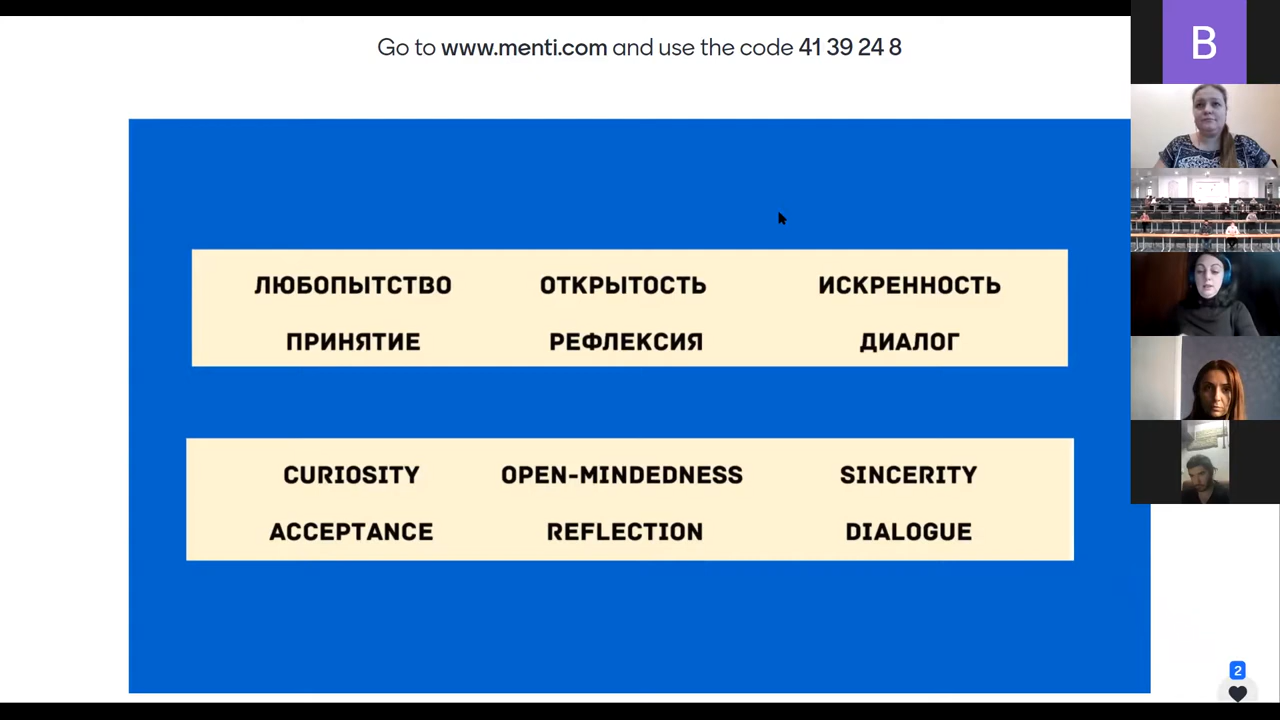 Go to www.menti.com and use the code 41 39 24 8
B
ЛЮБОПЫТСТВО ОТКРЫТОСТЬ ИСКРЕННОСТЬ
ПРИНЯТИЕ РЕФЛЕКСИЯ ДИАЛОГ
CURIOSITY OPEN-MINDEDNESS SINCERITY
ACCEPTANCE REFLECTION DIALOGUE
2